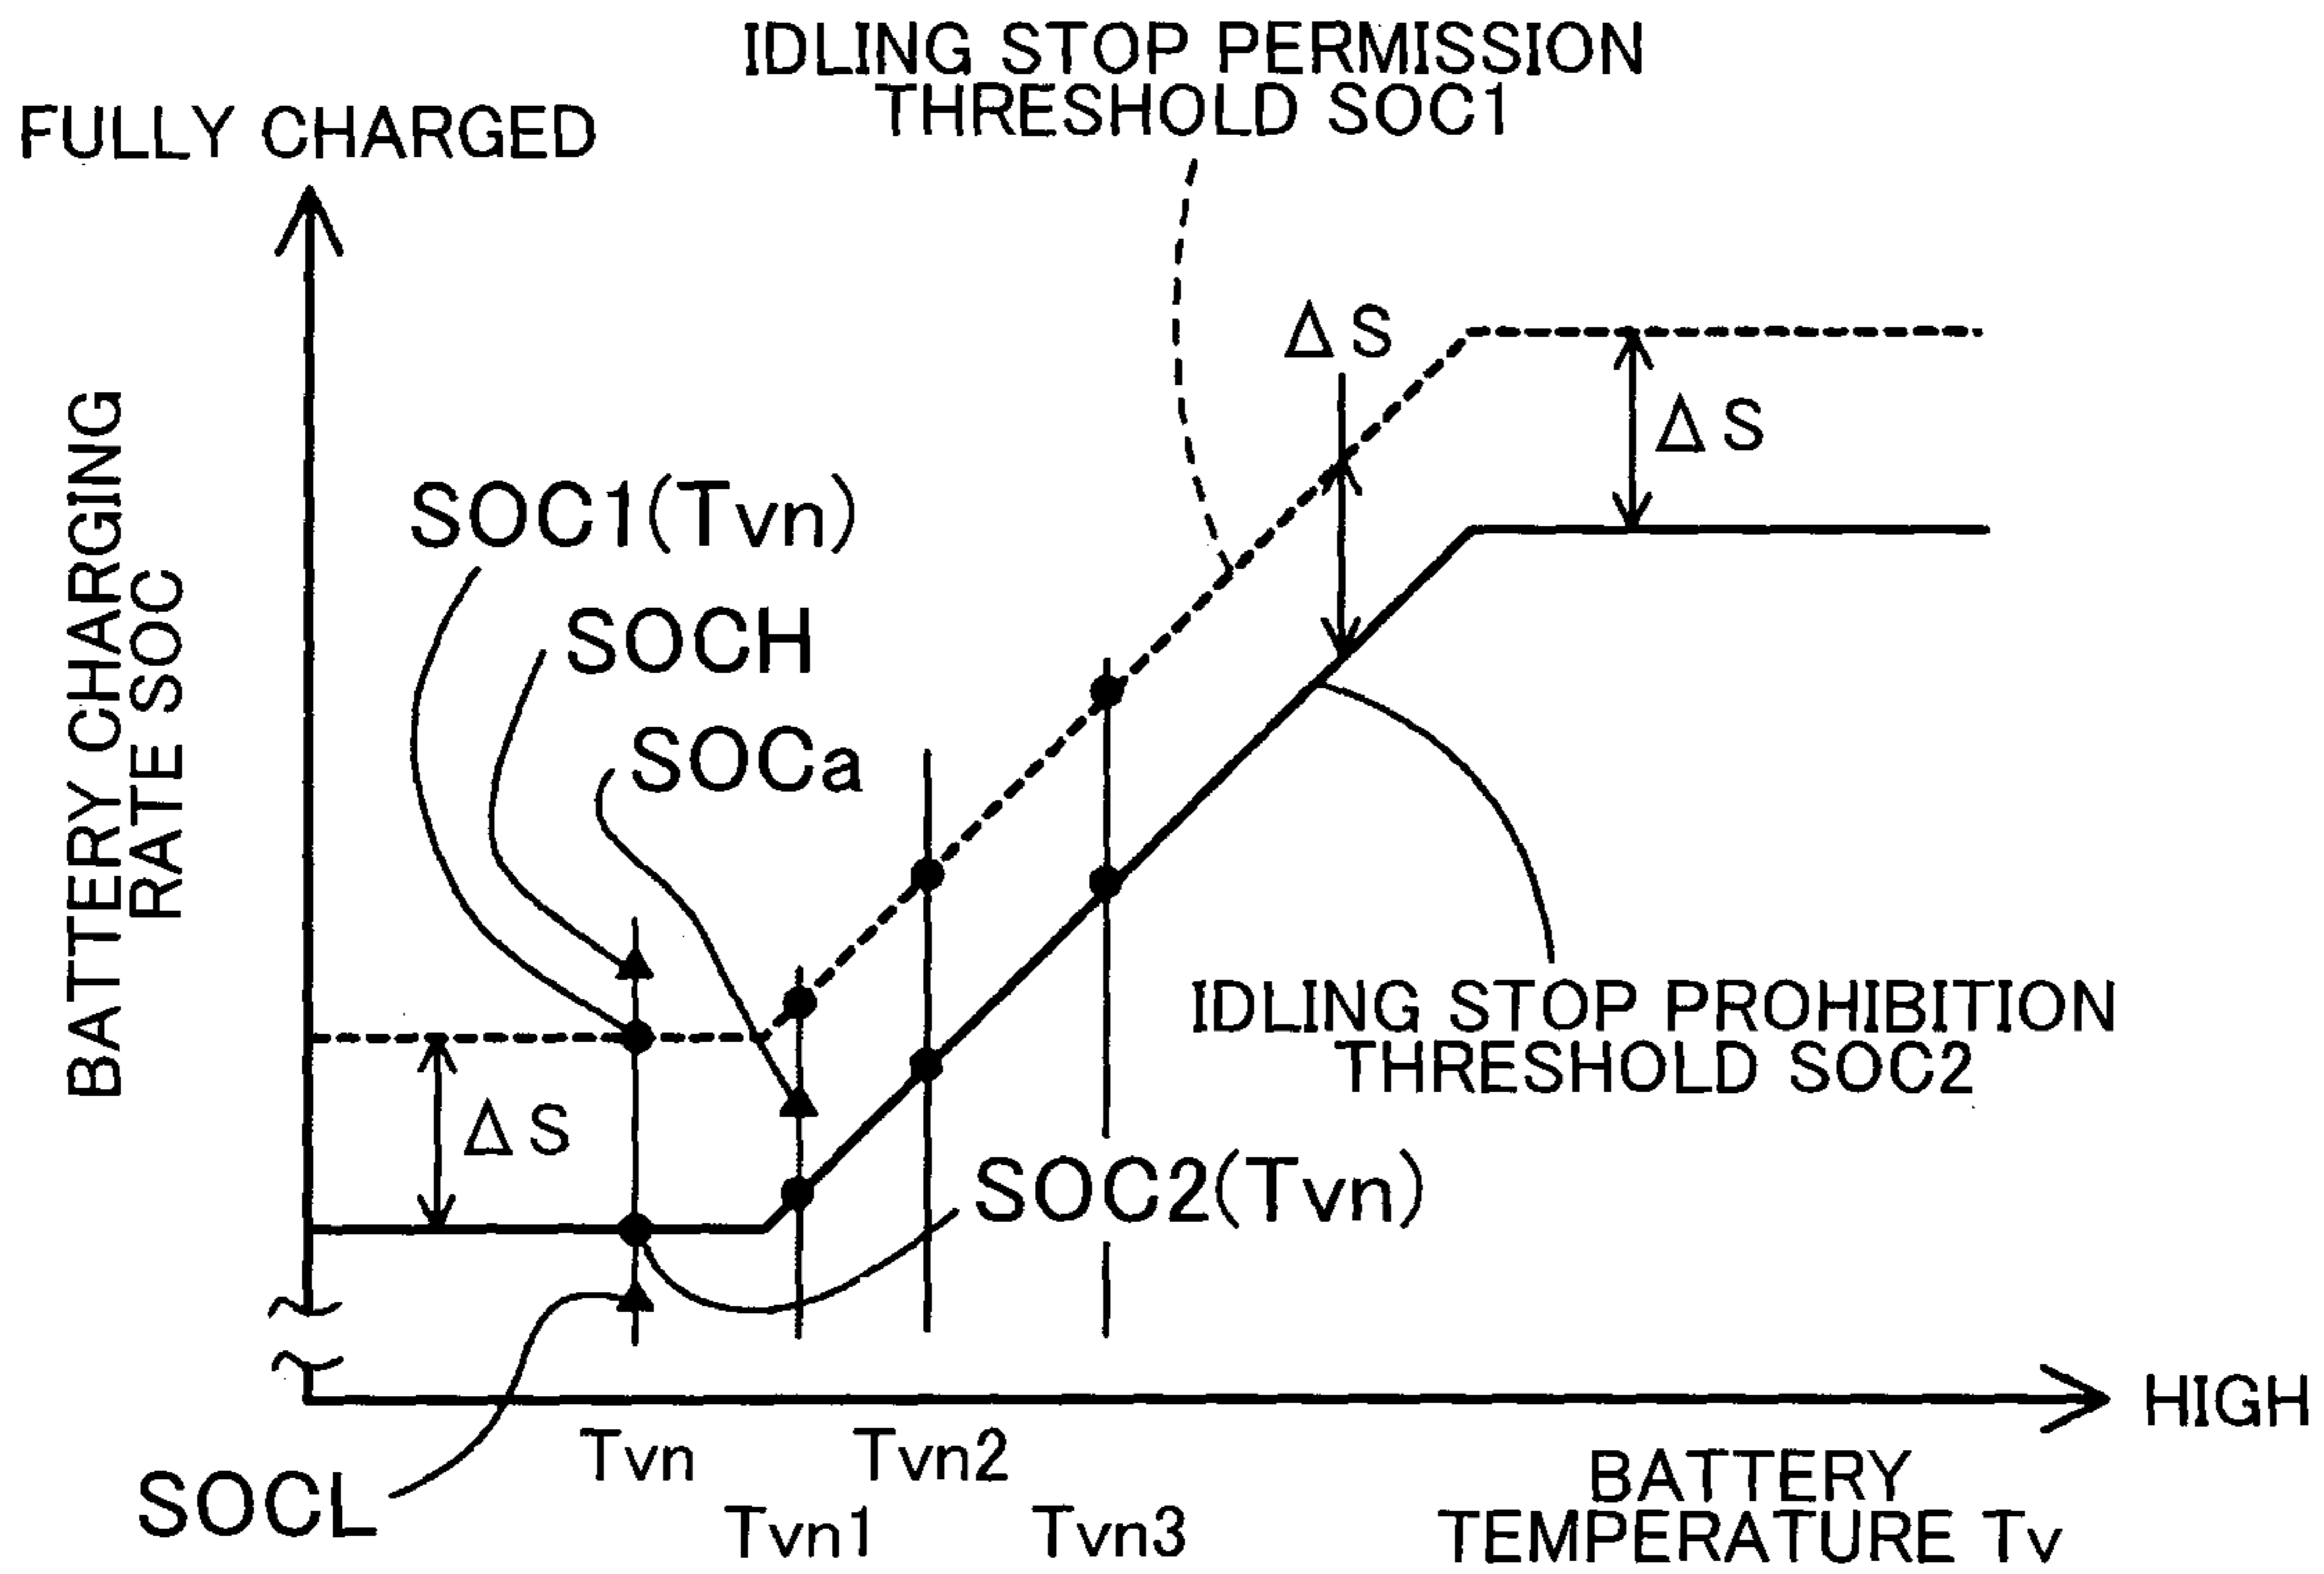 IDLING STOP PERMISSION
THRESHOLD SOC1
FULLY CHARGED
BATTERY CHARGING
RATE SOC
ΔS
ΔS
SOC1(Tvn)
SOCH
SOCa
IDLING STOP PROHIBITION
THRESHOLD SOC2
ΔS
SOC2(Tvn)
HIGH
Tvn
Tvn2
BATTERY
TEMPERATURE Tv
SOCL
Tvn1
Tvn3